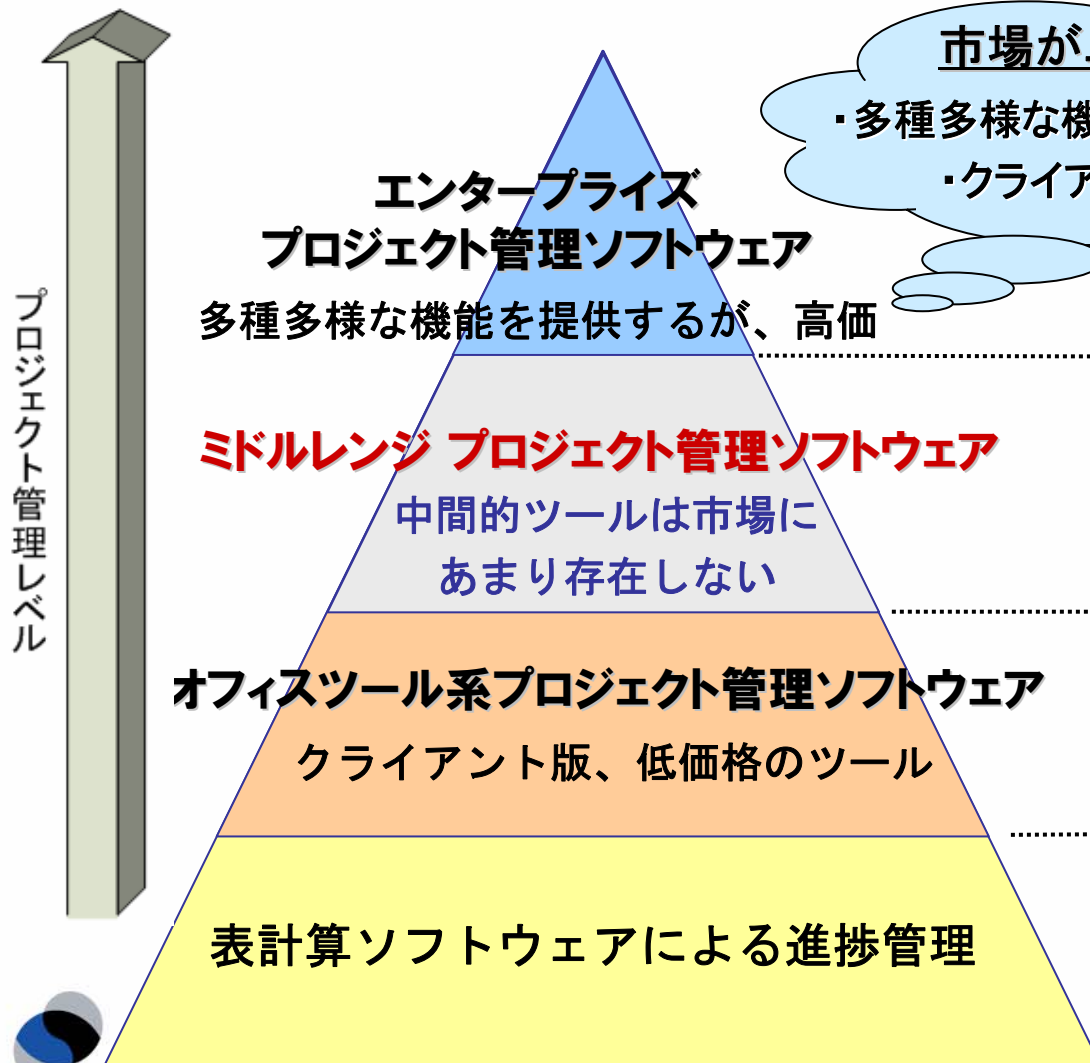 市場が
・多種多様な機
・クライア
エンタープライズ
プロジェクト管理ソフトウェア
多種多様な機能を提供するが、高価
ミドルレンジ プロジェクト管理ソフトウェア
中間的ツールは市場に
あまり存在しない
オフィスツール系プロジェクト管理ソフトウェア
クライアント版、低価格のツール
表計算ソフトウェアによる進捗管理
プロジェクト管理レベル